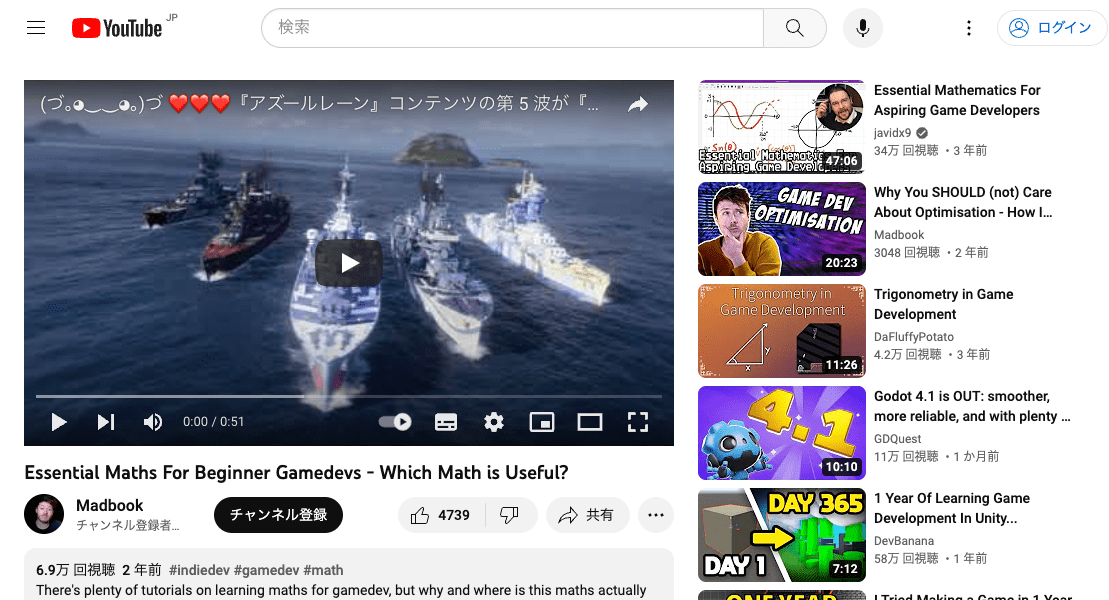 YouTube JP
検索
ログイン
(づ｡◕‿‿◕｡)づ ❤️❤️❤️『アズールレーン』コンテンツの第 5 波が『...
0:00 / 0:51
Essential Maths For Beginner Gamedevs - Which Math is Useful?
Madbook
チャンネル登録者...
チャンネル登録
4739
共有
6.9万 回視聴 2 年前 #indiedev #gamedev #math
There's plenty of tutorials on learning maths for gamedev, but why and where is this maths actually
Essential Mathematics For
Aspiring Game Developers
47:06
Essential Mathematics For
Aspiring Game Developers
javidx9
34万 回視聴 ・3 年前
GAME DEV
OPTIMISATION
20:23
Why You SHOULD (not) Care
About Optimisation - How I...
Madbook
3048 回視聴 ・2 年前
Trigonometry in
Game Development
y
x
11:26
Trigonometry in Game
Development
DaFluffyPotato
4.2万 回視聴 ・3 年前
4.1
10:10
Godot 4.1 is OUT: smoother,
more reliable, and with plenty ...
GDQuest
11万 回視聴 ・1 か月前
DAY 365
DAY 1
7:12
1 Year Of Learning Game
Development In Unity...
DevBanana
58万 回視聴 ・1 年前
ONE YEAR
I Tried Making a Game in 1 Year